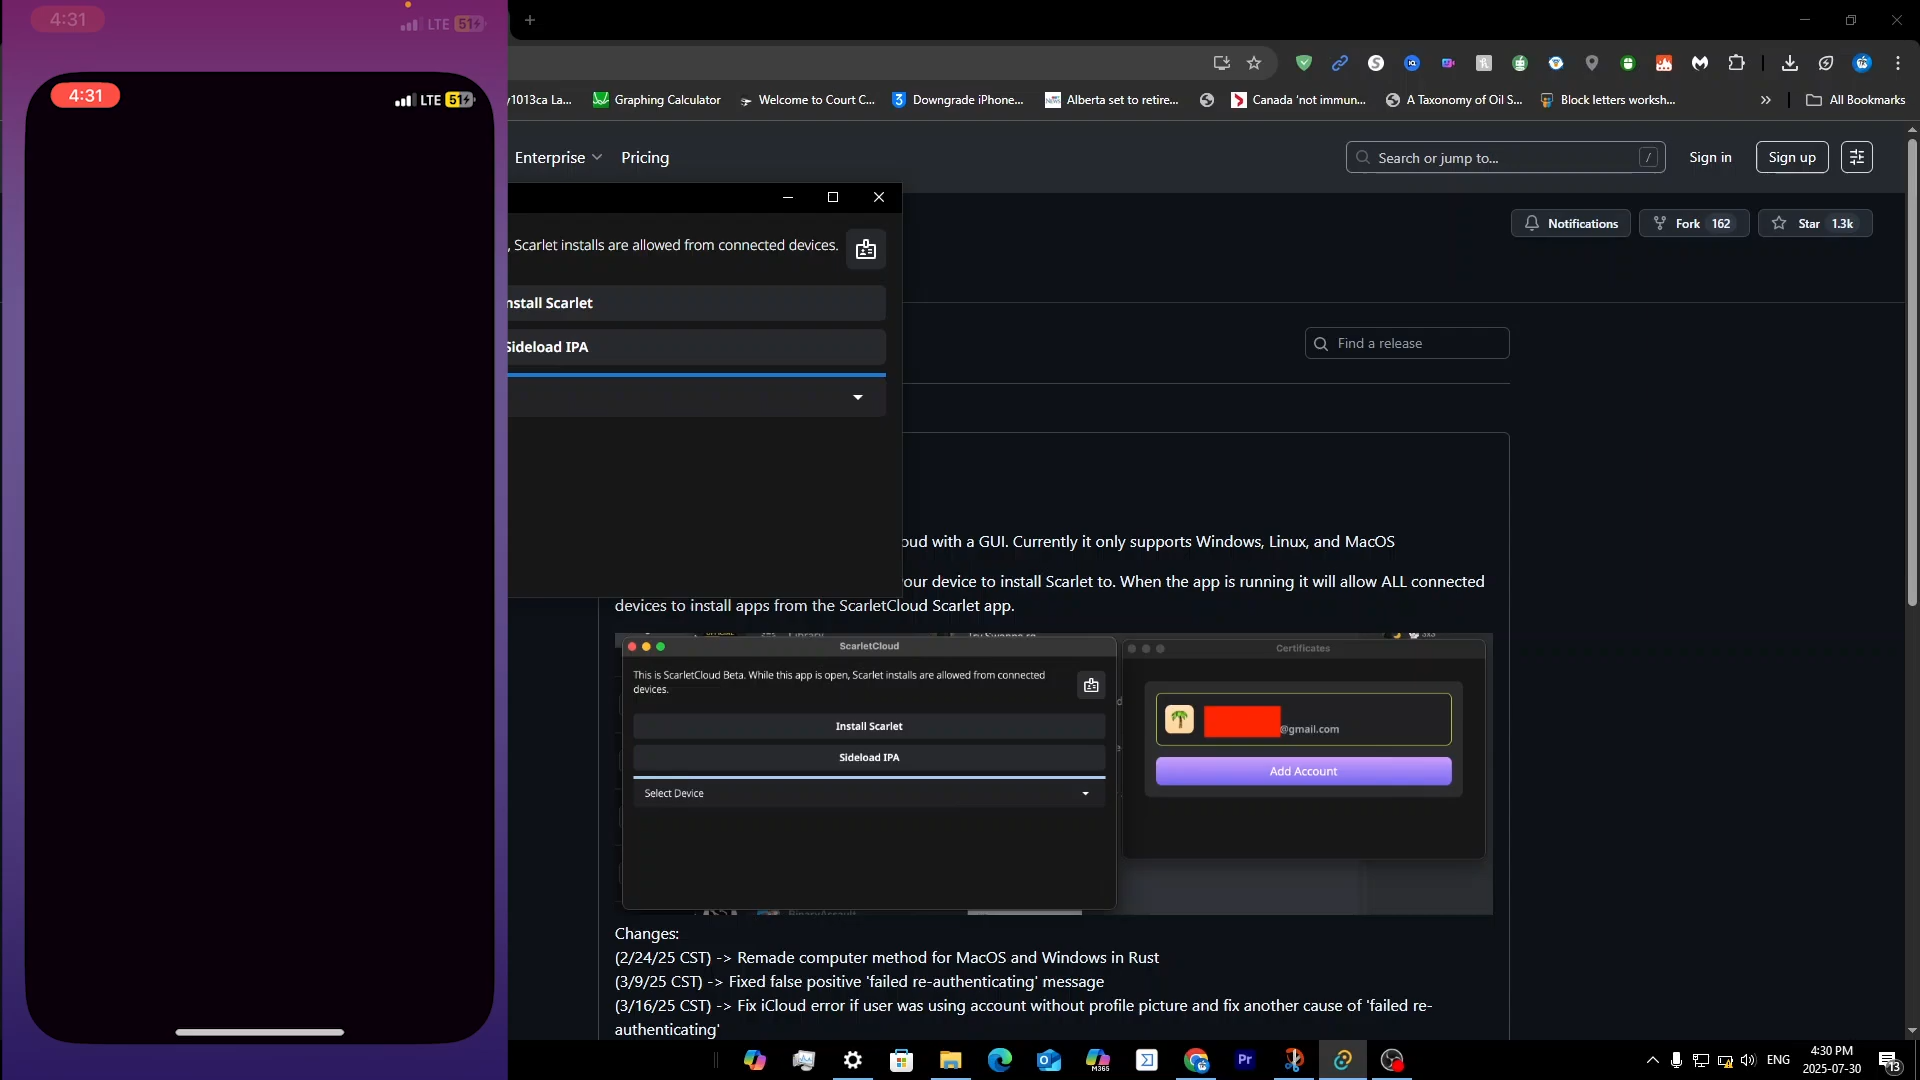 4:31
LTE 51
4:31
LTE 51
y1013ca La...
Graphing Calculator
Welcome to Court C...
Downgrade iPhone...
Alberta set to retire...
Canada 'not immun...
A Taxonomy of Oil S...
Block letters worksh...
All Bookmarks
Enterprise
Pricing
Search or jump to...
/
Sign in
Sign up
Notifications
Fork 162
Star 1.3k
, Scarlet installs are allowed from connected devices.
nstall Scarlet
Sideload IPA
Find a release
oud with a GUI. Currently it only supports Windows, Linux, and MacOS
our device to install Scarlet to. When the app is running it will allow ALL connected
devices to install apps from the ScarletCloud Scarlet app.
ScarletCloud
This is ScarletCloud Beta. While this app is open, Scarlet installs are allowed from connected
devices.
Install Scarlet
Sideload IPA
Select Device
Certificates
@gmail.com
Add Account
Changes:
(2/24/25 CST) -> Remade computer method for MacOS and Windows in Rust
(3/9/25 CST) -> Fixed false positive 'failed re-authenticating' message
(3/16/25 CST) -> Fix iCloud error if user was using account without profile picture and fix another cause of 'failed re-
authenticating'
M365
Pr
ENG
4:30 PM
2025-07-30
13